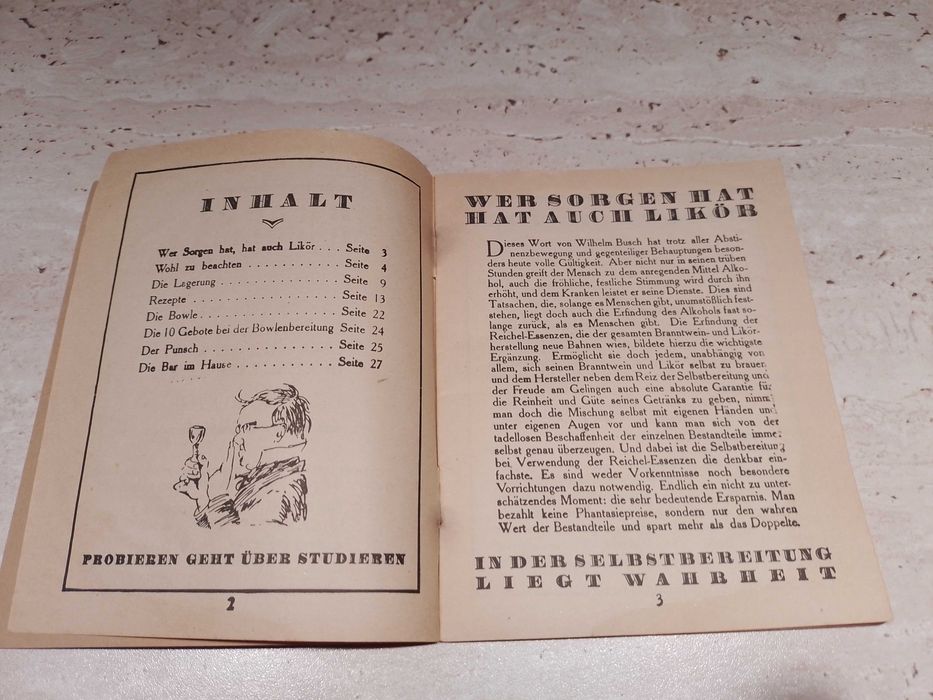 INHALT
Wer Sorgen hat, hat auch Likör . . . Seite 3
Wohl zu beachten . . . . . . . . . . Seite 4
Die Lagerung . . . . . . . . . . . . Seite 9
Rezepte . . . . . . . . . . . . . . Seite 13
Die Bowle . . . . . . . . . . . . . Seite 22
Die 10 Gebote bei der Bowlenbereitung Seite 24
Der Punsch . . . . . . . . . . . . . Seite 25
Die Bar im Hause . . . . . . . . . . Seite 27
PROBIEREN GEHT ÜBER STUDIEREN
2
WER SORGEN HAT
HAT AUCH LIKÖR
Dieses Wort von Wilhelm Busch hat trotz aller Absti-
nenzbewegung und gegenteiliger Behauptungen beson-
ders heute volle Gültigkeit. Aber nicht nur in seinen trüben
Stunden greift der Mensch zu dem anregenden Mittel Alko-
hol, auch die fröhliche, festliche Stimmung wird durch ihn
erhöht, und dem Kranken leistet er seine Dienste. Dies sind
Tatsachen, die, solange es Menschen gibt, unumstößlich fest-
stehen, liegt doch auch die Erfindung des Alkohols fast so-
lange zurück, als es Menschen gibt. Die Erfindung der
Reichel-Essenzen, die der gesamten Branntwein- und Likör-
herstellung neue Bahnen wies, bildete hierzu die wichtigste
Ergänzung. Ermöglicht sie doch jedem, unabhängig von
allem, sich seinen Branntwein und Likör selbst zu brauen
und dem Hersteller neben dem Reiz der Selbstbereitung und
der Freude am Gelingen auch eine absolute Garantie für
die Reinheit und Güte seines Getränks zu geben, nimmt
man doch die Mischung selbst mit eigenen Händen und
unter eigenen Augen vor und kann man sich von der
tadellosen Beschaffenheit der einzelnen Bestandteile immer
selbst genau überzeugen. Und dabei ist die Selbstbereitung
bei Verwendung der Reichel-Essenzen die denkbar ein-
fachste. Es sind weder Vorkenntnisse noch besondere
Vorrichtungen dazu notwendig. Endlich ein nicht zu unter-
schätzendes Moment: die sehr bedeutende Ersparnis. Man
bezahlt keine Phantasiepreise, sondern nur den wahren
Wert der Bestandteile und spart mehr als das Doppelte.
IN DER SELBSTBEREITUNG
LIEGT WAHRHEIT
3